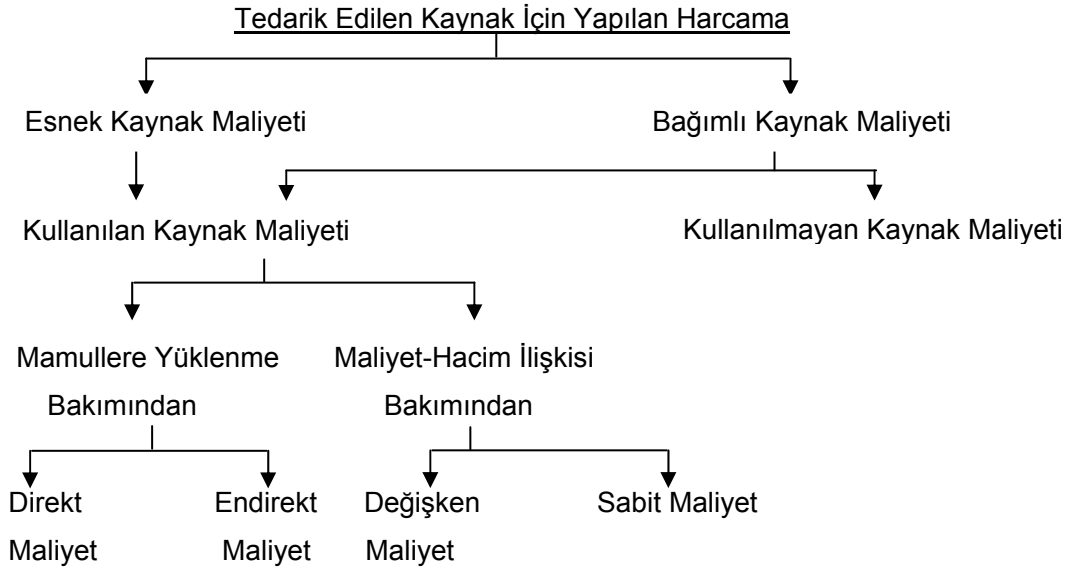 Tedarik Edilen Kaynak İçin Yapılan Harcama
Esnek Kaynak Maliyeti
Bağımlı Kaynak Maliyeti
Kullanılan Kaynak Maliyeti
Kullanılmayan Kaynak Maliyeti
Mamullere Yüklenme
Bakımından
Maliyet-Hacim İlişkisi
Bakımından
Direkt
Maliyet
Endirekt
Maliyet
Değişken
Maliyet
Sabit Maliyet